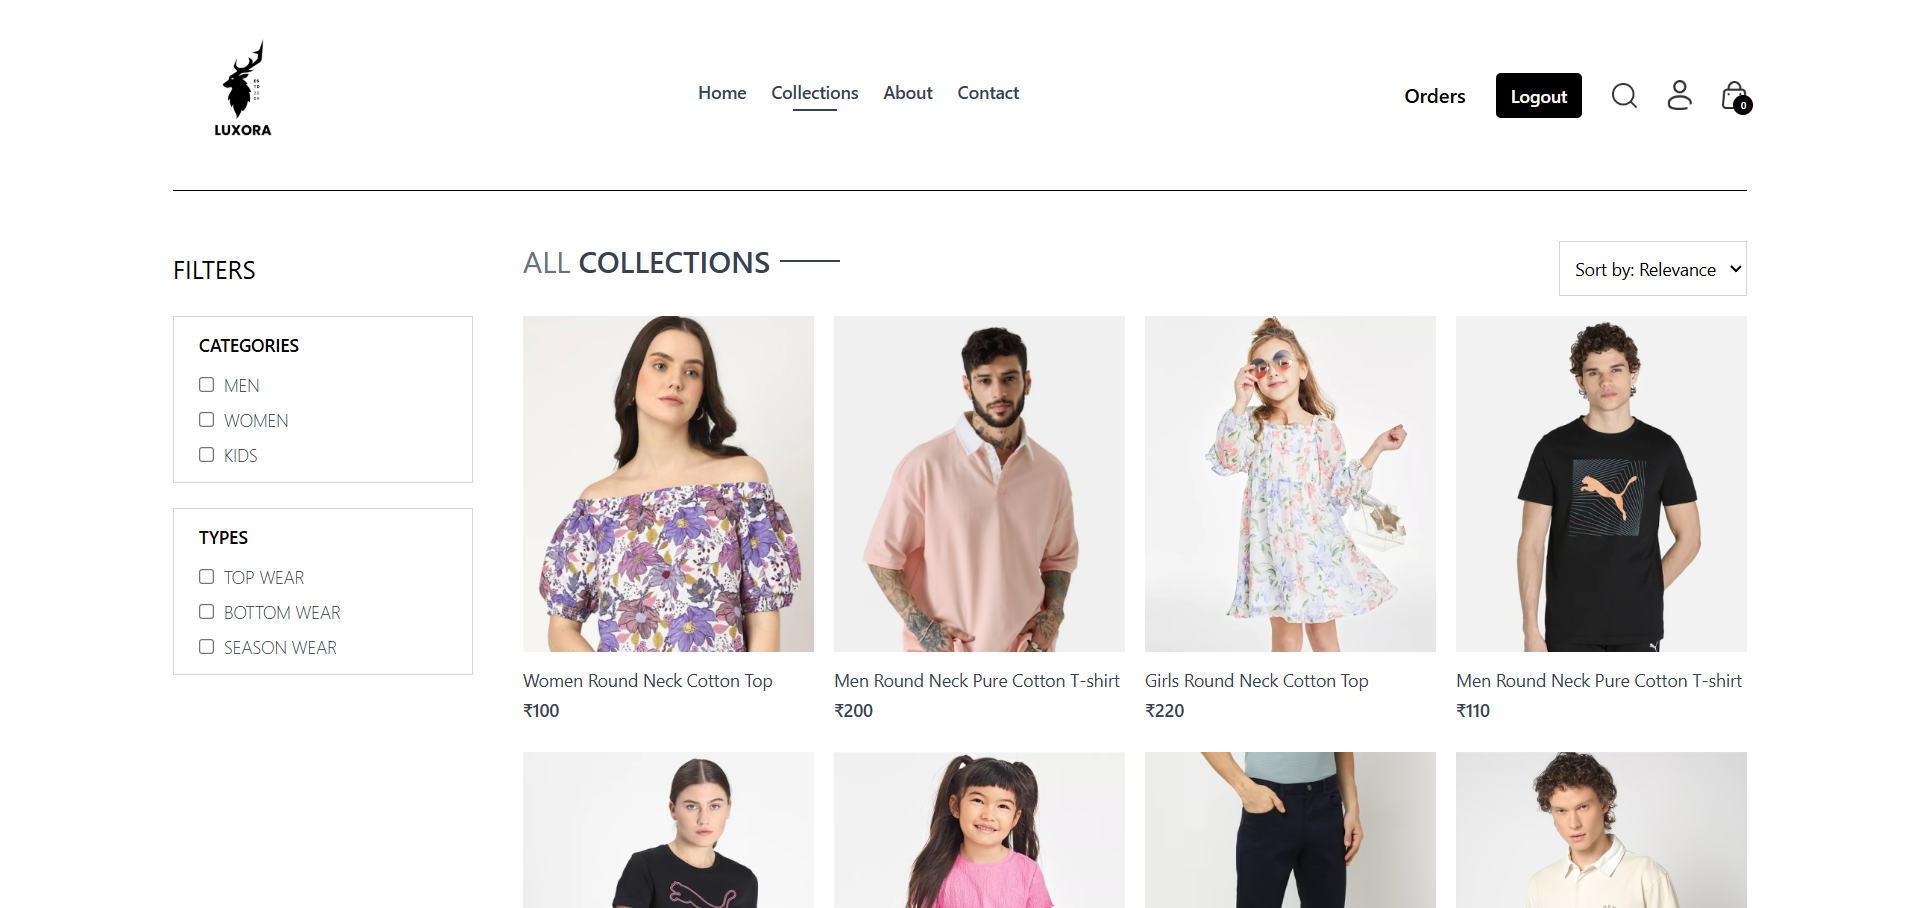 LUXORA
Home
Collections
About
Contact
Orders
Logout
0
FILTERS
CATEGORIES
MEN
WOMEN
KIDS
TYPES
TOP WEAR
BOTTOM WEAR
SEASON WEAR
ALL COLLECTIONS
Sort by: Relevance
Women Round Neck Cotton Top
₹100
Men Round Neck Pure Cotton T-shirt
₹200
Girls Round Neck Cotton Top
₹220
Men Round Neck Pure Cotton T-shirt
₹110